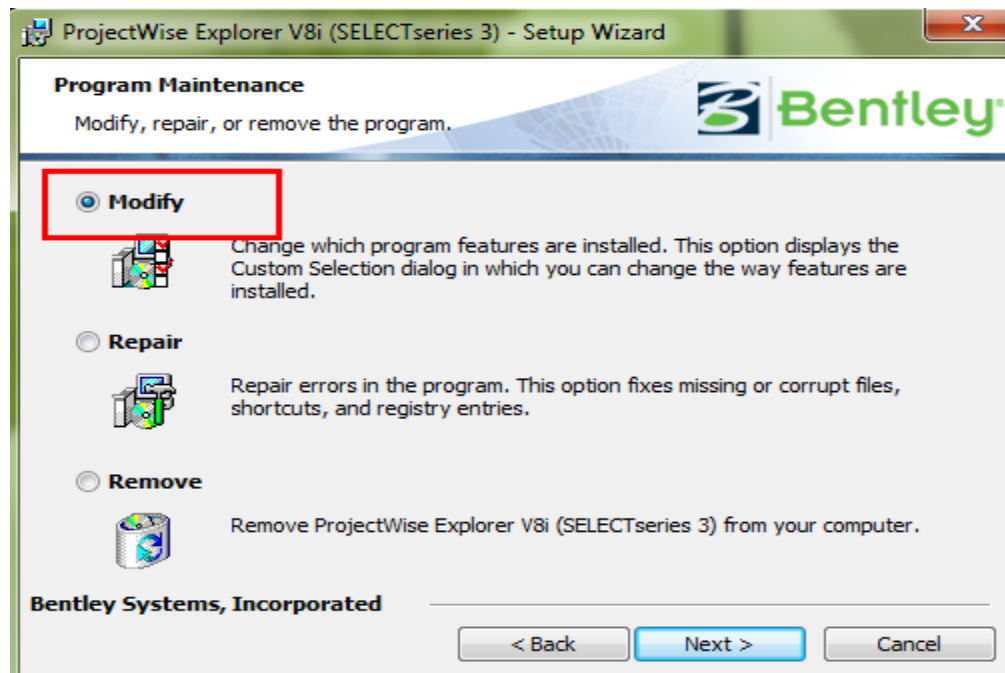 ProjectWise Explorer V8i (SELECTseries 3) - Setup Wizard
Program Maintenance
Modify, repair, or remove the program.
Bentley
Modify
Change which program features are installed. This option displays the
Custom Selection dialog in which you can change the way features are
installed.
Repair
Repair errors in the program. This option fixes missing or corrupt files,
shortcuts, and registry entries.
Remove
Remove ProjectWise Explorer V8i (SELECTseries 3) from your computer.
Bentley Systems, Incorporated
< Back Next > Cancel